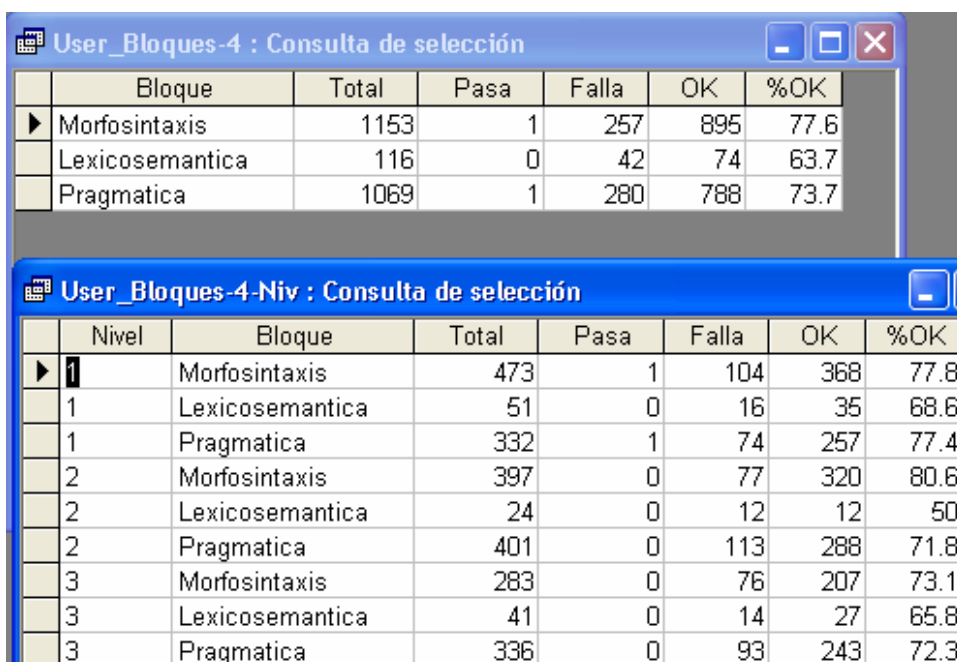 User_Bloques-4 : Consulta de selección
Bloque Total Pasa Falla OK %OK
Morfosintaxis 1153 1 257 895 77.6
Lexicosemantica 116 0 42 74 63.7
Pragmatica 1069 1 280 788 73.7
User_Bloques-4-Niv : Consulta de selección
Nivel Bloque Total Pasa Falla OK %OK
1 Morfosintaxis 473 1 104 368 77.8
1 Lexicosemantica 51 0 16 35 68.6
1 Pragmatica 332 1 74 257 77.4
2 Morfosintaxis 397 0 77 320 80.6
2 Lexicosemantica 24 0 12 12 50
2 Pragmatica 401 0 113 288 71.8
3 Morfosintaxis 283 0 76 207 73.1
3 Lexicosemantica 41 0 14 27 65.8
3 Pragmatica 336 0 93 243 72.3